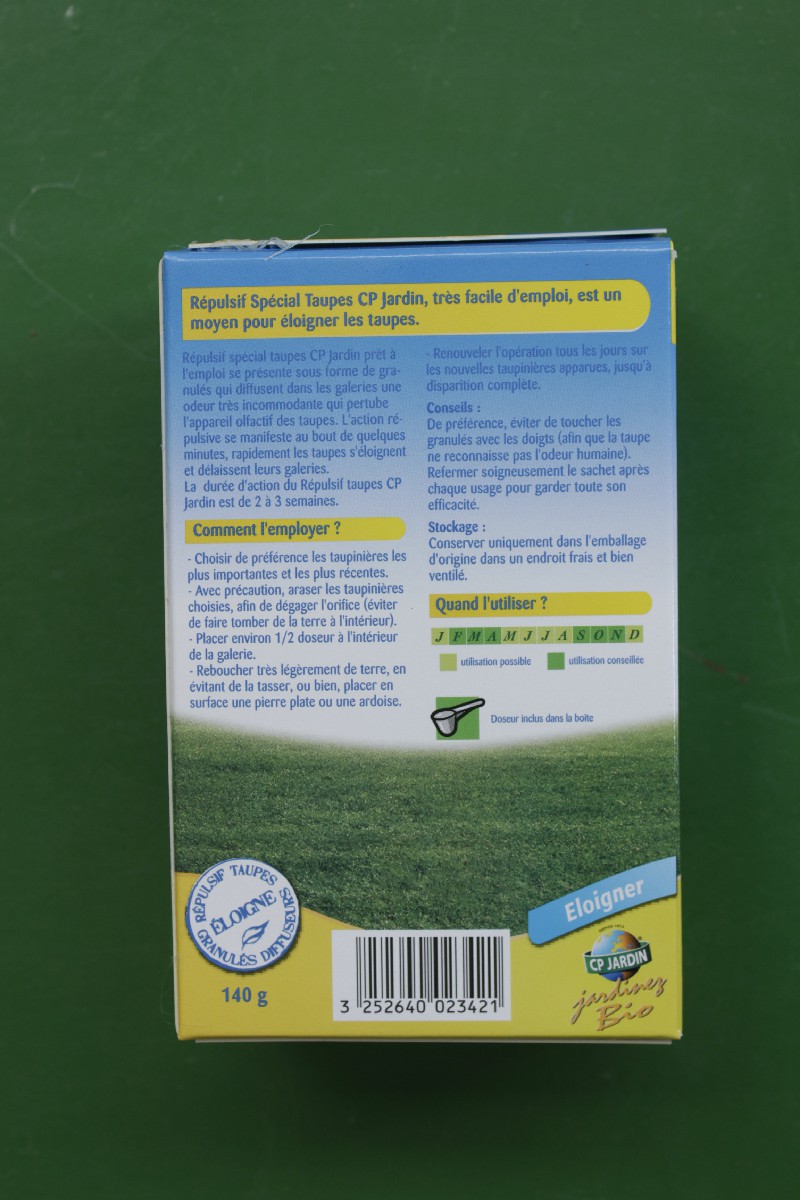 Répulsif Spécial Taupes CP Jardin, très facile d'emploi, est un
moyen pour éloigner les taupes.
Répulsif spécial taupes CP Jardin prêt à
l'emploi se présente sous forme de gra-
nulés qui diffusent dans les galeries une
odeur très incommodante qui pertube
l'appareil olfactif des taupes. L'action ré-
pulsive se manifeste au bout de quelques
minutes, rapidement les taupes s'éloignent
et délaissent leurs galeries.
La durée d'action du Répulsif taupes CP
Jardin est de 2 à 3 semaines.
Comment l'employer ?
- Choisir de préférence les taupinières les
plus importantes et les plus récentes.
- Avec précaution, araser les taupinières
choisies, afin de dégager l'orifice (éviter
de faire tomber de la terre à l'intérieur).
- Placer environ 1/2 doseur à l'intérieur
de la galerie.
- Reboucher très légèrement de terre, en
évitant de la tasser, ou bien, placer en
surface une pierre plate ou une ardoise.
- Renouveler l'opération tous les jours sur
les nouvelles taupinières apparues, jusqu'à
disparition complète.
Conseils :
De préférence, éviter de toucher les
granulés avec les doigts (afin que la taupe
ne reconnaisse pas l'odeur humaine).
Refermer soigneusement le sachet après
chaque usage pour garder toute son
efficacité.
Stockage :
Conserver uniquement dans l'emballage
d'origine dans un endroit frais et bien
ventilé.
Quand l'utiliser ?
J F M A M J J A S O N D
utilisation possible utilisation conseillée
Doseur inclus dans la boîte
RÉPULSIF TAUPES
ÉLOIGNE
GRANULÉS DIFFUSEURS
140 g
3 252640 023421
Eloigner
CP JARDIN
jardinez
Bio